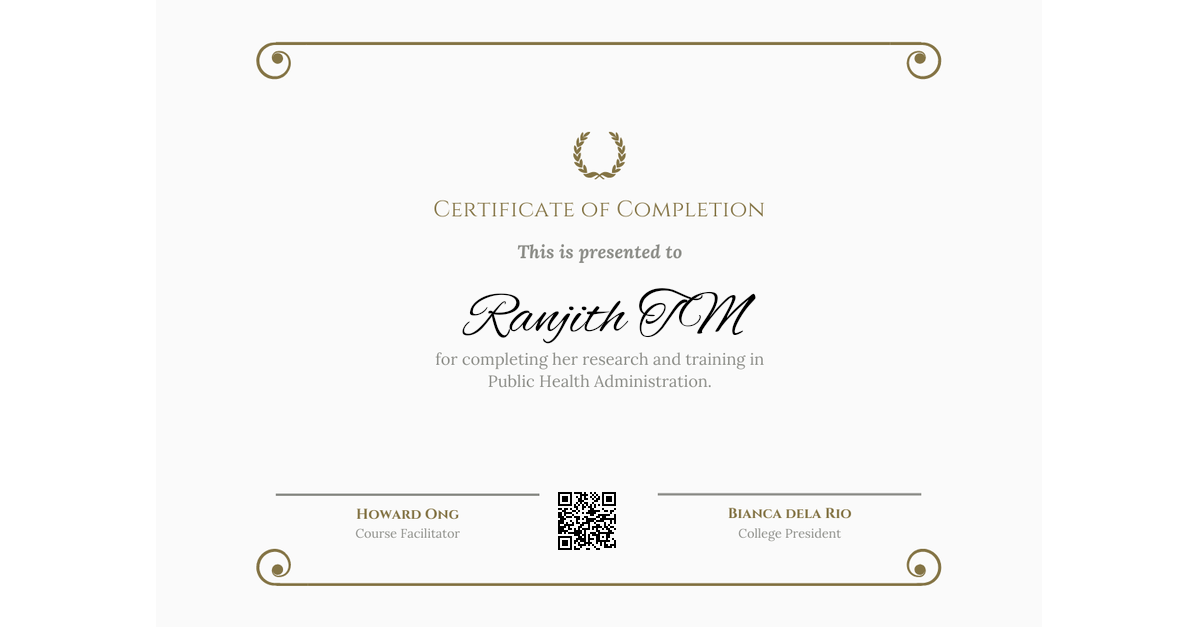 Certificate of Completion
This is presented to
Ranjith TM
for completing her research and training in
Public Health Administration.
Howard Ong
Course Facilitator
Bianca dela Rio
College President